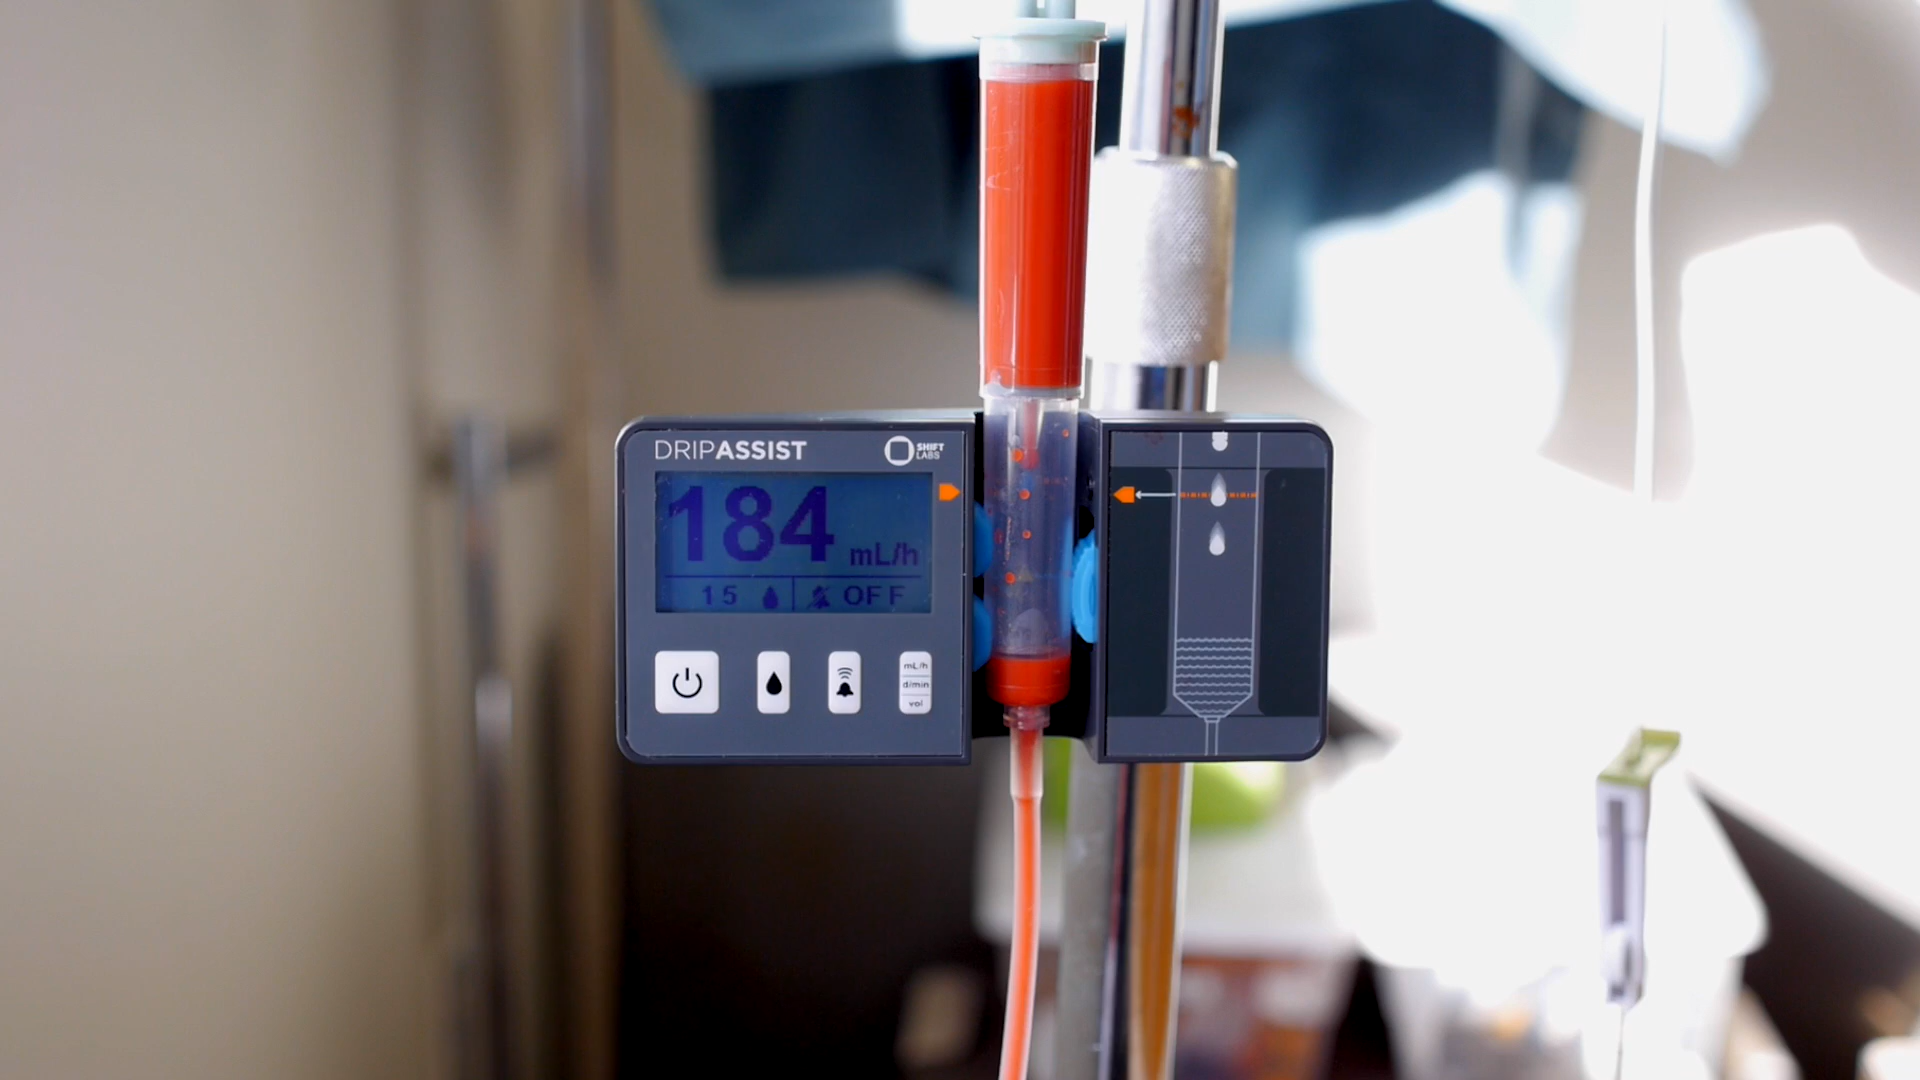 DRIPASSIST
SHIFT
LABS
184 mL/h
15 OFF
mL/h
d/min
vol